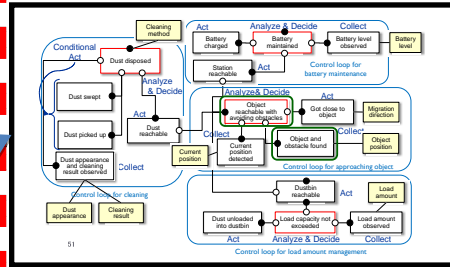 Cleaning
method
Conditional
Act
Dust disposed
Analyze
& Decide
Dust swept
Act
Dust picked up
Dust
reachable
Dust appearance
and cleaning
result observed
Collect
Control loop for cleaning
Dust
appearance
Cleaning
result
Act
Analyze & Decide
Collect
Battery
charged
Battery
maintained
Battery level
observed
Battery
level
Station
reachable
Act
Control loop for
battery maintenance
Analyze& Decide
Act
Object
reachable with
avoiding obstacles
Got close to
object
Migration
direction
Collect
Collect
Current
position
Current
position
detected
Object and
obstacle found
Object
position
Control loop for approaching object
Dustbin
reachable
Act
Load
amount
Dust unloaded
into dustbin
Load capacity not
exceeded
Load amount
observed
Act
Analyze & Decide
Collect
Control loop for load amount management
51